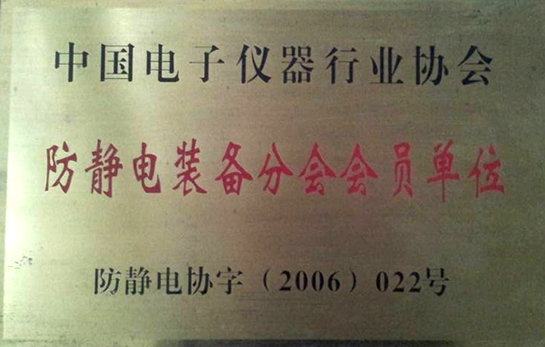 中国电子仪器行业协会
防静电装备分会会员单位
防静电协字（2006）022号